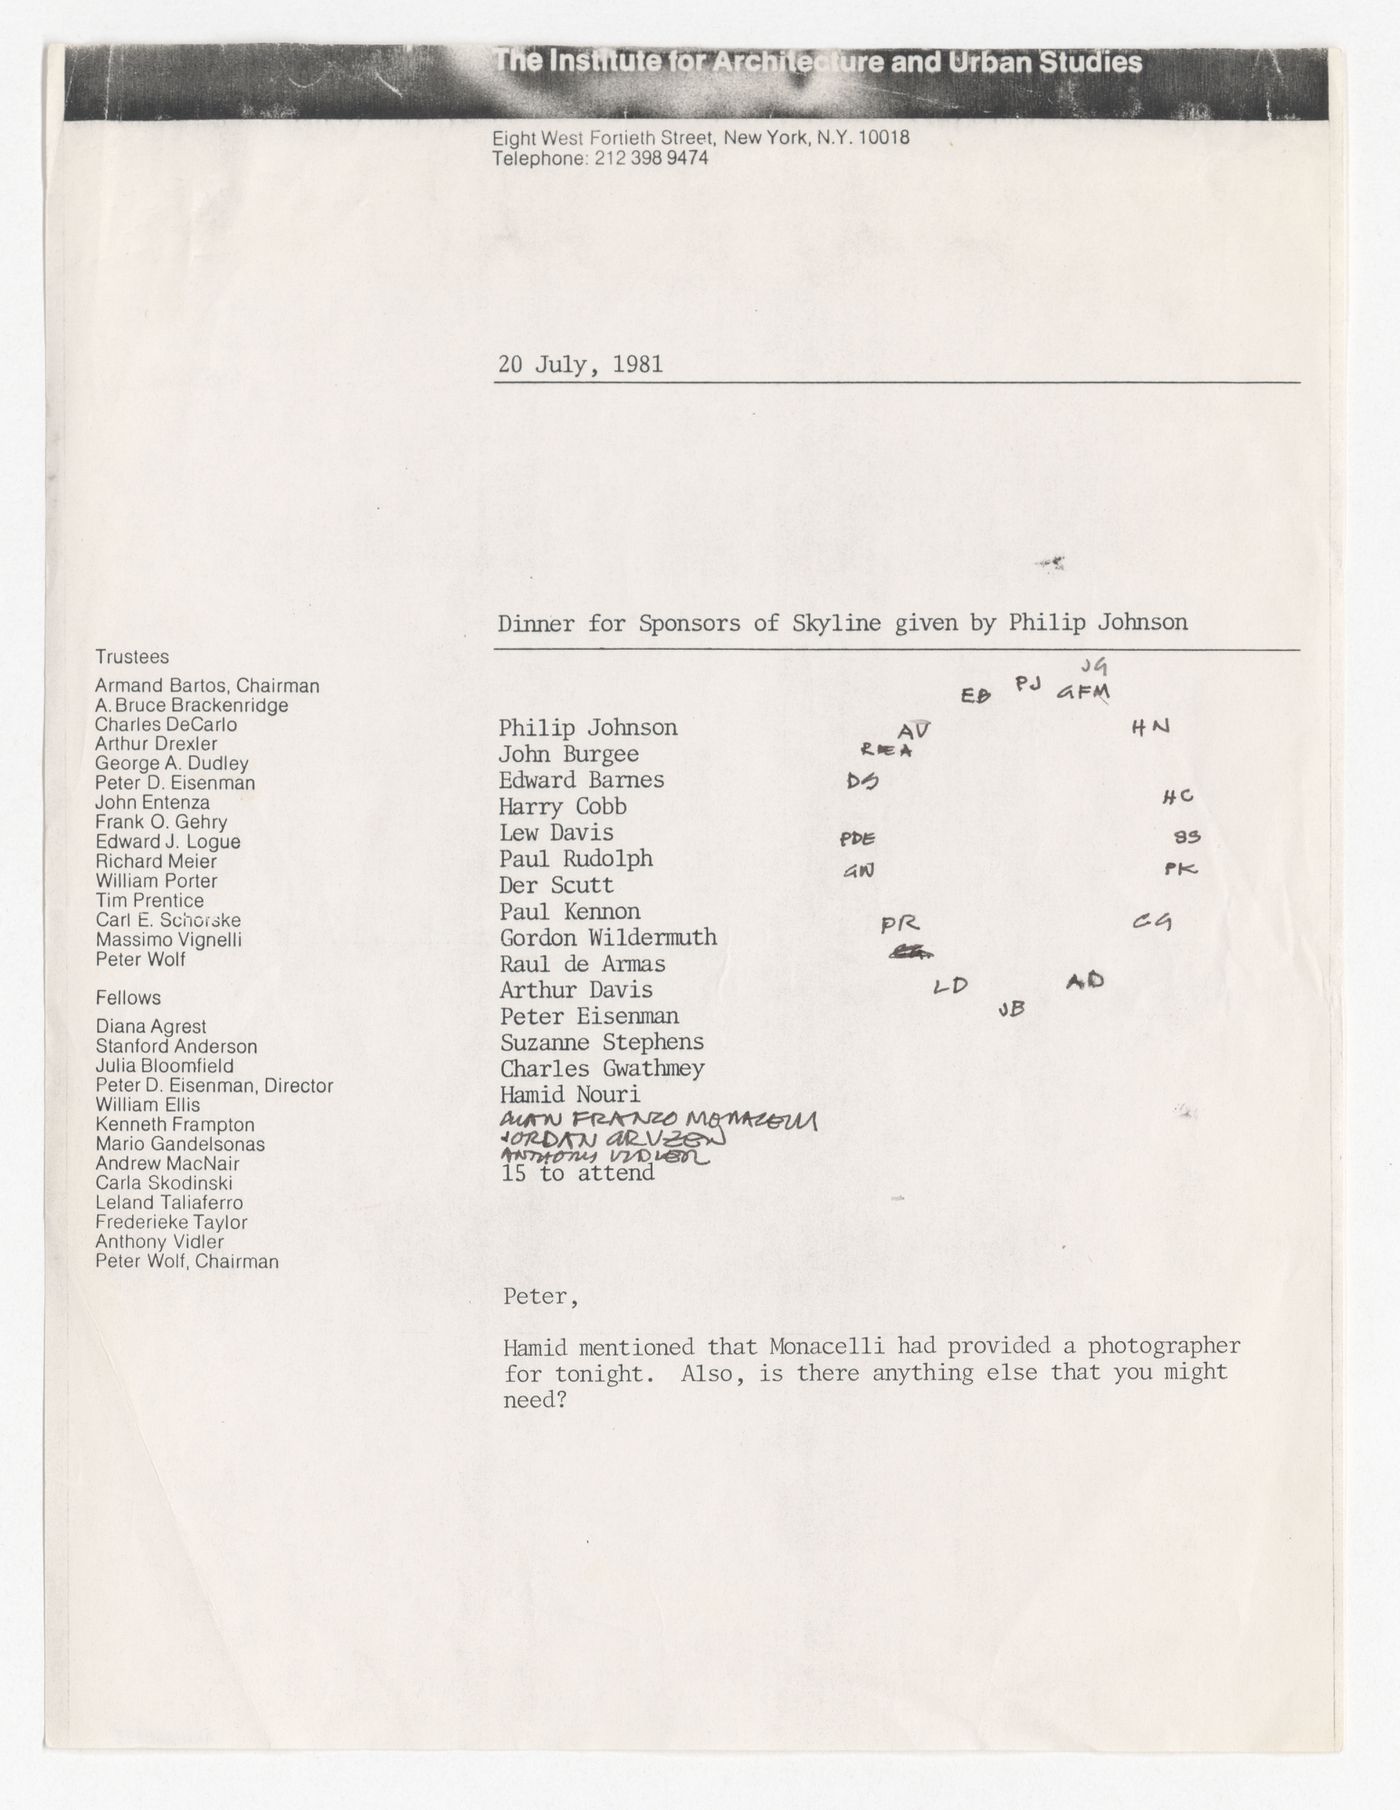 The Institute for Architecture and Urban Studies
Eight West Fortieth Street, New York, N.Y. 10018
Telephone: 212 398 9474
20 July, 1981
Dinner for Sponsors of Skyline given by Philip Johnson
Trustees
Armand Bartos, Chairman
A. Bruce Brackenridge
Charles DeCarlo
Arthur Drexler
George A. Dudley
Peter D. Eisenman
John Entenza
Frank O. Gehry
Edward J. Logue
Richard Meier
William Porter
Tim Prentice
Carl E. Schorske
Massimo Vignelli
Peter Wolf
Fellows
Diana Agrest
Stanford Anderson
Julia Bloomfield
Peter D. Eisenman, Director
William Ellis
Kenneth Frampton
Mario Gandelsonas
Andrew MacNair
Carla Skodinski
Leland Taliaferro
Frederieke Taylor
Anthony Vidler
Peter Wolf, Chairman
Philip Johnson
John Burgee
Edward Barnes
Harry Cobb
Lew Davis
Paul Rudolph
Der Scutt
Paul Kennon
Gordon Wildermuth
Raul de Armas
Arthur Davis
Peter Eisenman
Suzanne Stephens
Charles Gwathmey
Hamid Nouri
FRANZO MONACELLI
JORDAN GRUZEN
ANTHONY VIDLER
15 to attend
JG
EB PJ GFM
AV HN
DS
HC
PDE SS
GW PK
PR CG
LD AD
JB
Peter,
Hamid mentioned that Monacelli had provided a photographer
for tonight. Also, is there anything else that you might
need?